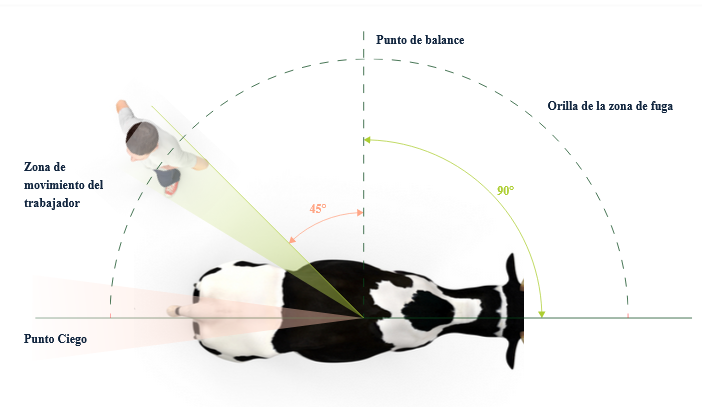 Punto de balance
Orilla de la zona de fuga
Zona de
movimiento del
trabajador
90°
45°
Punto Ciego